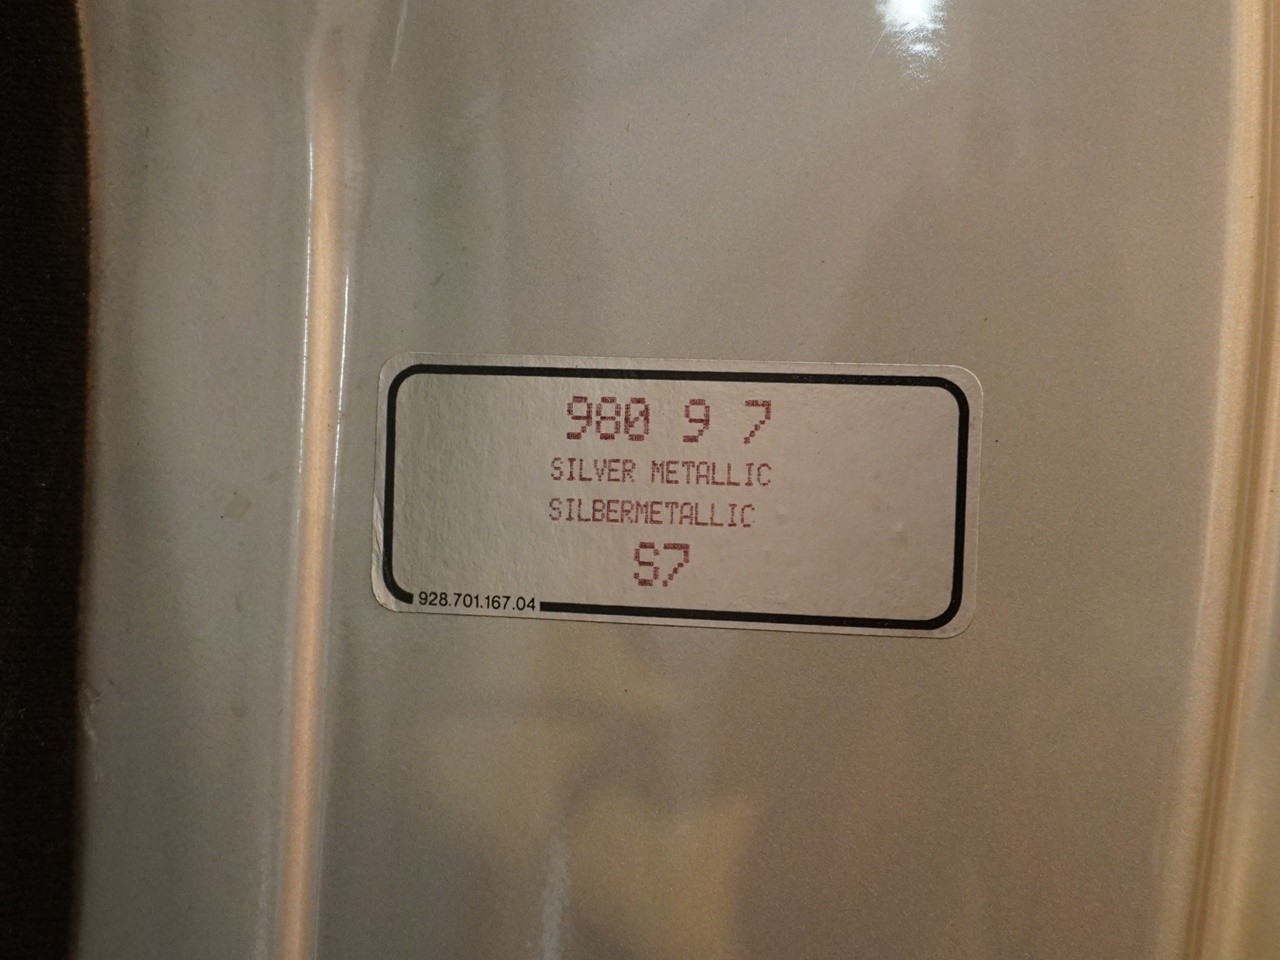 980 9 7
SILVER METALLIC
SILBERMETALLIC
S7
928.701.167.04